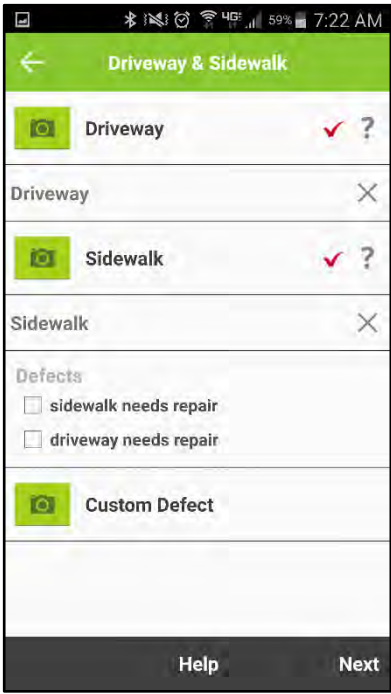 4G 59% 7:22 AM
Driveway & Sidewalk
Driveway ?
Driveway
Sidewalk ?
Sidewalk
Defects
sidewalk needs repair
driveway needs repair
Custom Defect
Help Next